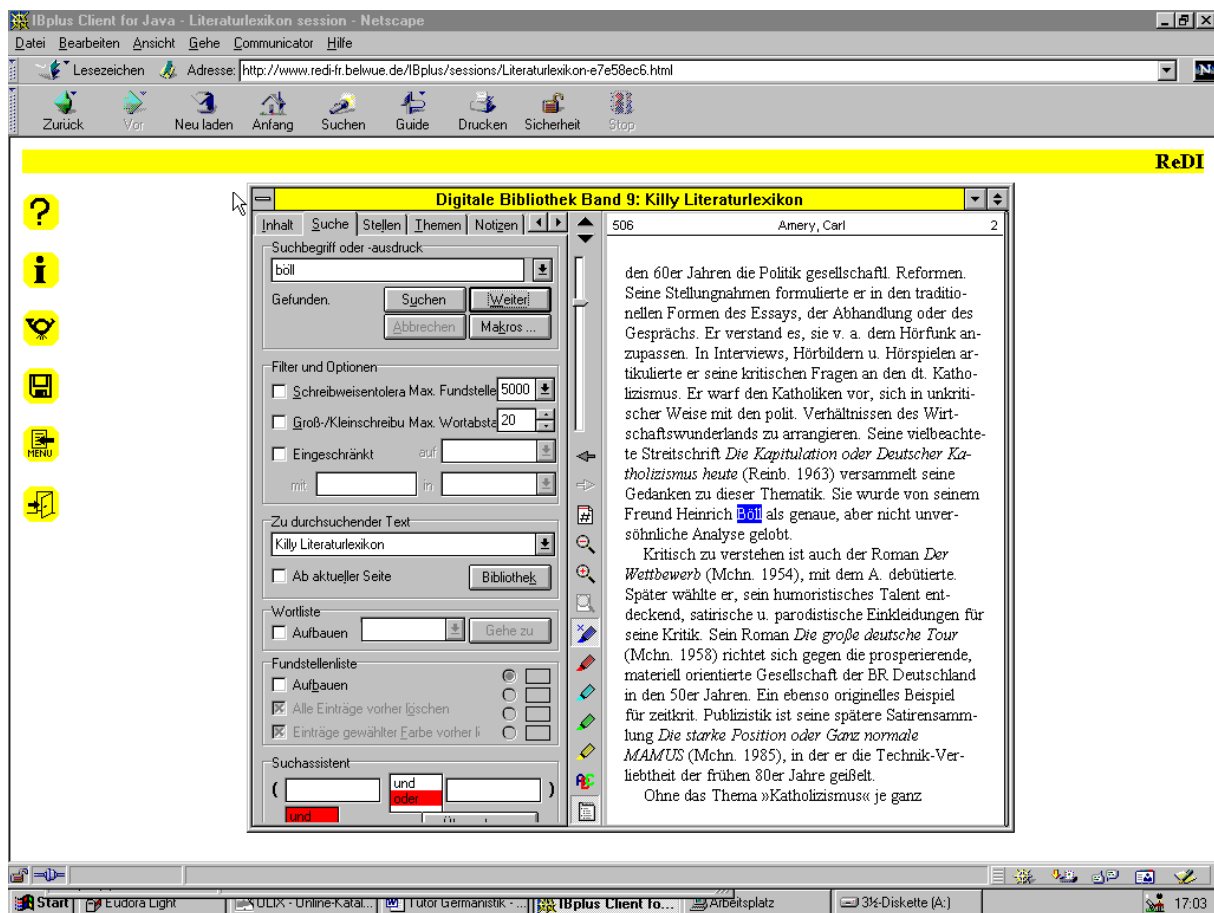 IBplus Client for Java - Literaturlexikon session - Netscape
Datei Bearbeiten Ansicht Gehe Communicator Hilfe
Lesezeichen Adresse: http://www.redi-fr.belwue.de/IBplus/sessions/Literaturlexikon-e7e58ec6.html
Zurück Vor Neu laden Anfang Suchen Guide Drucken Sicherheit Stop
ReDI
?
i
MENU
Digitale Bibliothek Band 9: Killy Literaturlexikon
Inhalt Suche Stellen Themen Notizen
Suchbegriff oder -ausdruck
böll
Gefunden. Suchen Weiter
Abbrechen Makros ...
Filter und Optionen
Schreibweisentolera Max. Fundstelle 5000
Groß-/Kleinschreibu Max. Wortabsta 20
Eingeschränkt auf
mit in
Zu durchsuchender Text
Killy Literaturlexikon
Ab aktueller Seite Bibliothek
Wortliste
Aufbauen Gehe zu
Fundstellenliste
Aufbauen
Alle Einträge vorher löschen
Einträge gewählter Farbe vorher
Suchassistent
( und )
oder
und
ABC
506 Amery, Carl 2
den 60er Jahren die Politik gesellschaftl. Reformen.
Seine Stellungnahmen formulierte er in den traditio-
nellen Formen des Essays, der Abhandlung oder des
Gesprächs. Er verstand es, sie v. a. dem Hörfunk an-
zupassen. In Interviews, Hörbildern u. Hörspielen ar-
tikulierte er seine kritischen Fragen an den dt. Katho-
lizismus. Er warf den Katholiken vor, sich in unkriti-
scher Weise mit den polit. Verhältnissen des Wirt-
schaftswunderlands zu arrangieren. Seine vielbeachte-
te Streitschrift Die Kapitulation oder Deutscher Ka-
tholizismus heute (Reinb. 1963) versammelt seine
Gedanken zu dieser Thematik. Sie wurde von seinem
Freund Heinrich Böll als genaue, aber nicht unver-
söhnliche Analyse gelobt.
Kritisch zu verstehen ist auch der Roman Der
Wettbewerb (Mchn. 1954), mit dem A. debütierte.
Später wählte er, sein humoristisches Talent ent-
deckend, satirische u. parodistische Einkleidungen für
seine Kritik. Sein Roman Die große deutsche Tour
(Mchn. 1958) richtet sich gegen die prosperierende,
materiell orientierte Gesellschaft der BR Deutschland
in den 50er Jahren. Ein ebenso originelles Beispiel
für zeitkrit. Publizistik ist seine spätere Satirensamm-
lung Die starke Position oder Ganz normale
MAMUS (Mchn. 1985), in der er die Technik-Ver-
liebtheit der frühen 80er Jahre geißelt.
Ohne das Thema »Katholizismus« je ganz
Start Eudora Light OLIX - Online-Katal... Tutor Germanistik - ... IBplus Client fo... Arbeitsplatz 3½-Diskette (A:) 17:03